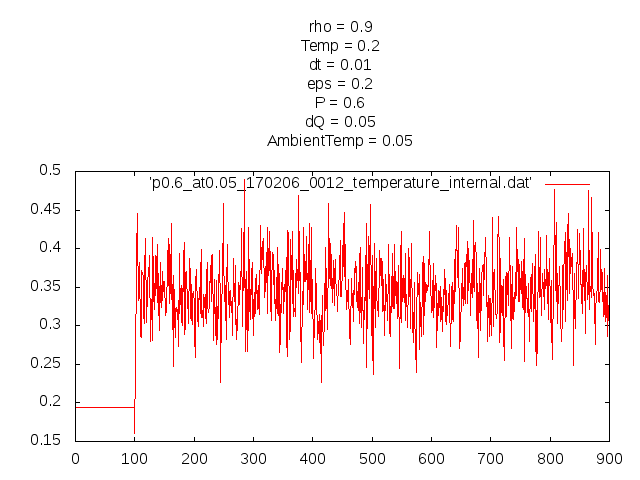 rho = 0.9
Temp = 0.2
dt = 0.01
eps = 0.2
P = 0.6
dQ = 0.05
AmbientTemp = 0.05
0.5
'p0.6_at0.05_170206_0012_temperature_internal.dat'
0.45
0.4
0.35
0.3
0.25
0.2
0.15
0 100 200 300 400 500 600 700 800 900